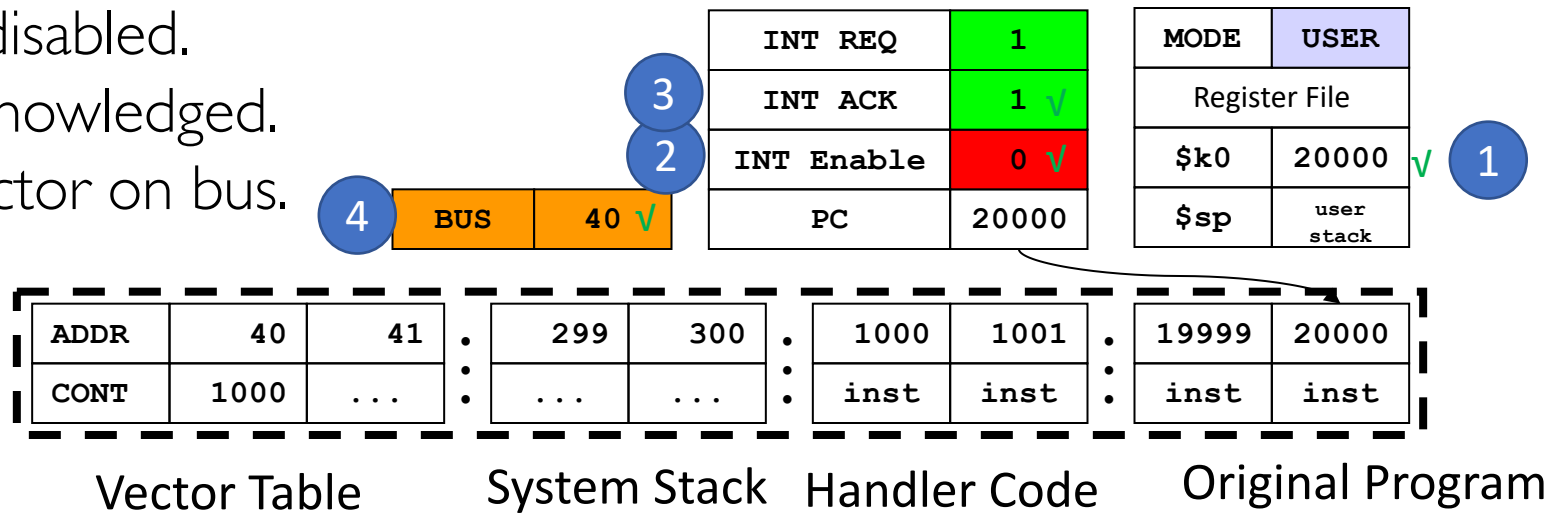 disabled.
nowledged.
ctor on bus.
4 BUS 40 √
INT REQ 1
3 INT ACK 1 √
2 INT Enable 0 √
PC 20000
MODE USER
Register File
$k0 20000 √ 1
$sp user stack
ADDR 40 41 : 299 300 : 1000 1001 : 19999 20000
CONT 1000 ... : ... ... : inst inst : inst inst
Vector Table System Stack Handler Code Original Program